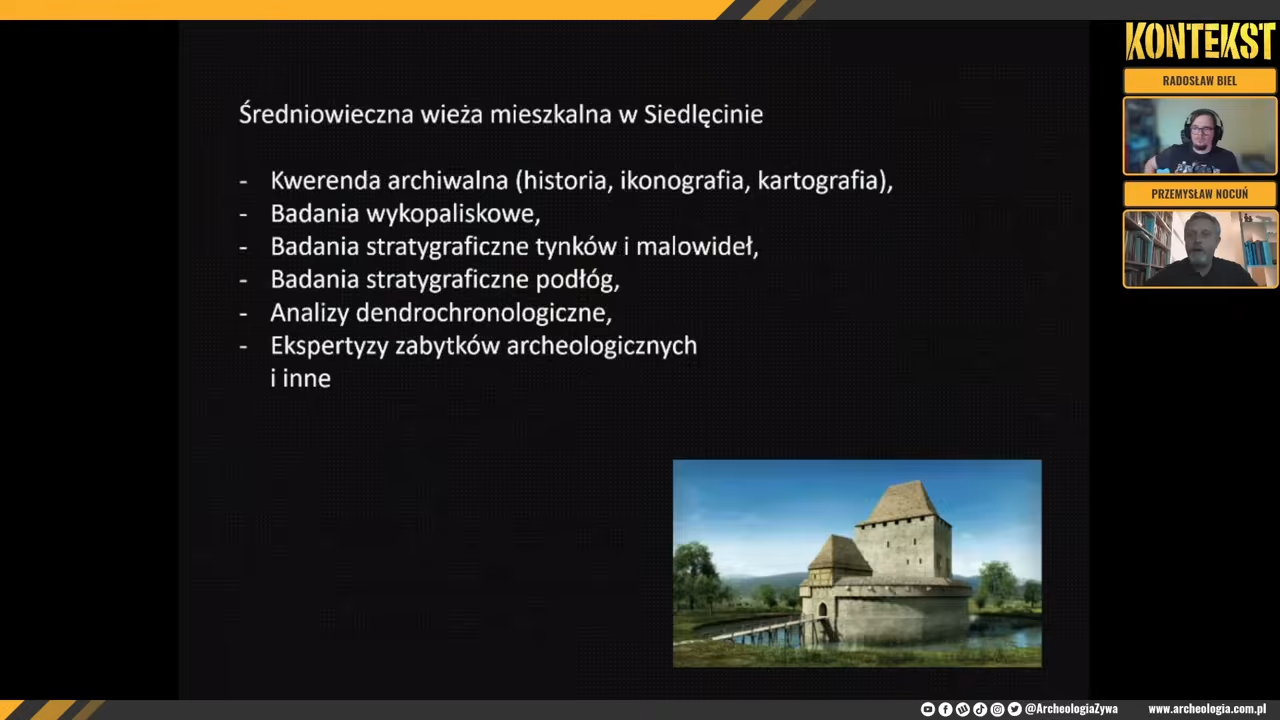 KONTEKST
RADOSŁAW BIEL
PRZEMYSŁAW NOCUŃ
Średniowieczna wieża mieszkalna w Siedlęcinie
- Kwerenda archiwalna (historia, ikonografia, kartografia),
- Badania wykopaliskowe,
- Badania stratygraficzne tynków i malowideł,
- Badania stratygraficzne podłóg,
- Analizy dendrochronologiczne,
- Ekspertyzy zabytków archeologicznych
i inne
@ArcheologiaZywa www.archeologia.com.pl